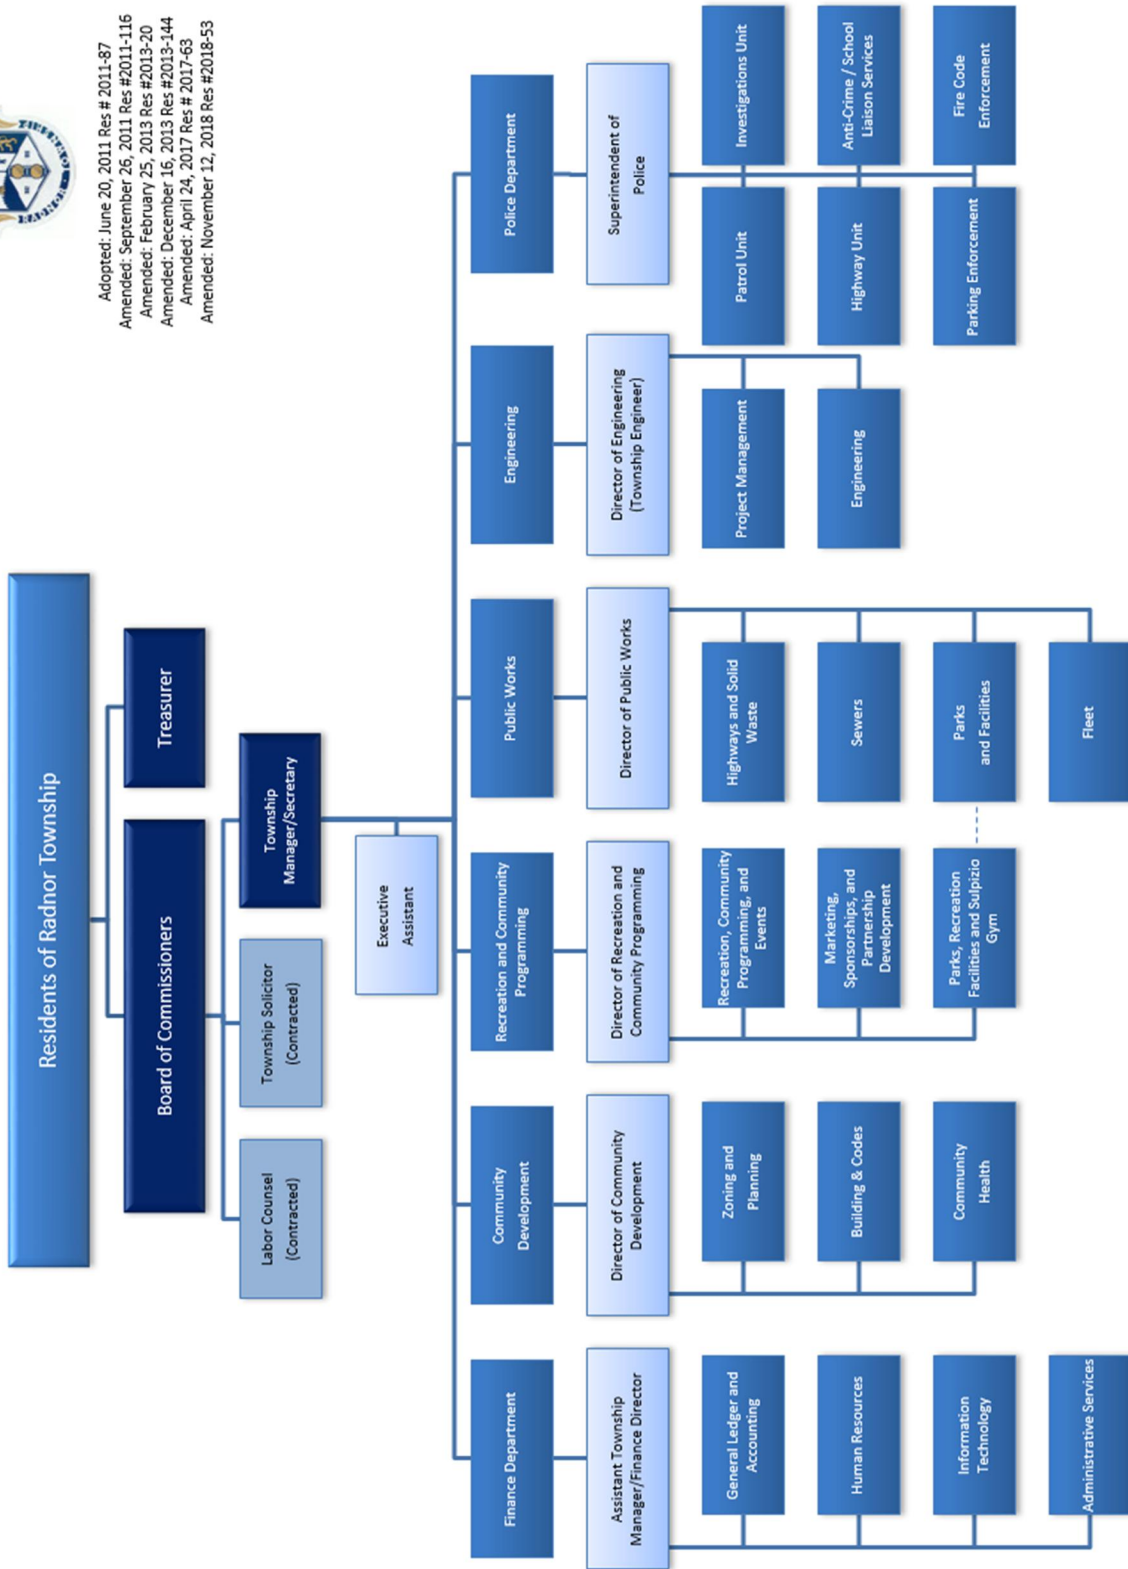 RADNOR · TOWNSHIP
Adopted: June 20, 2011 Res # 2011-87
Amended: September 26, 2011 Res #2011-116
Amended: February 25, 2013 Res #2013-20
Amended: December 16, 2013 Res #2013-144
Amended: April 24, 2017 Res # 2017-63
Amended: November 12, 2018 Res #2018-53
Residents of Radnor Township
Board of Commissioners
Treasurer
Labor Counsel
(Contracted)
Township Solicitor
(Contracted)
Township
Manager/Secretary
Executive
Assistant
Finance Department
Community
Development
Recreation and Community
Programming
Public Works
Engineering
Police Department
Assistant Township
Manager/Finance Director
Director of Community
Development
Director of Recreation and
Community Programming
Director of Public Works
Director of Engineering
(Township Engineer)
Superintendent of
Police
General Ledger and
Accounting
Human Resources
Information
Technology
Administrative Services
Zoning and
Planning
Building & Codes
Community
Health
Recreation, Community
Programming, and
Events
Marketing,
Sponsorships, and
Partnership
Development
Parks, Recreation
Facilities and Sulpizio
Gym
Highways and Solid
Waste
Sewers
Parks
and Facilities
Fleet
Project Management
Engineering
Patrol Unit
Investigations Unit
Highway Unit
Anti-Crime / School
Liaison Services
Parking Enforcement
Fire Code
Enforcement